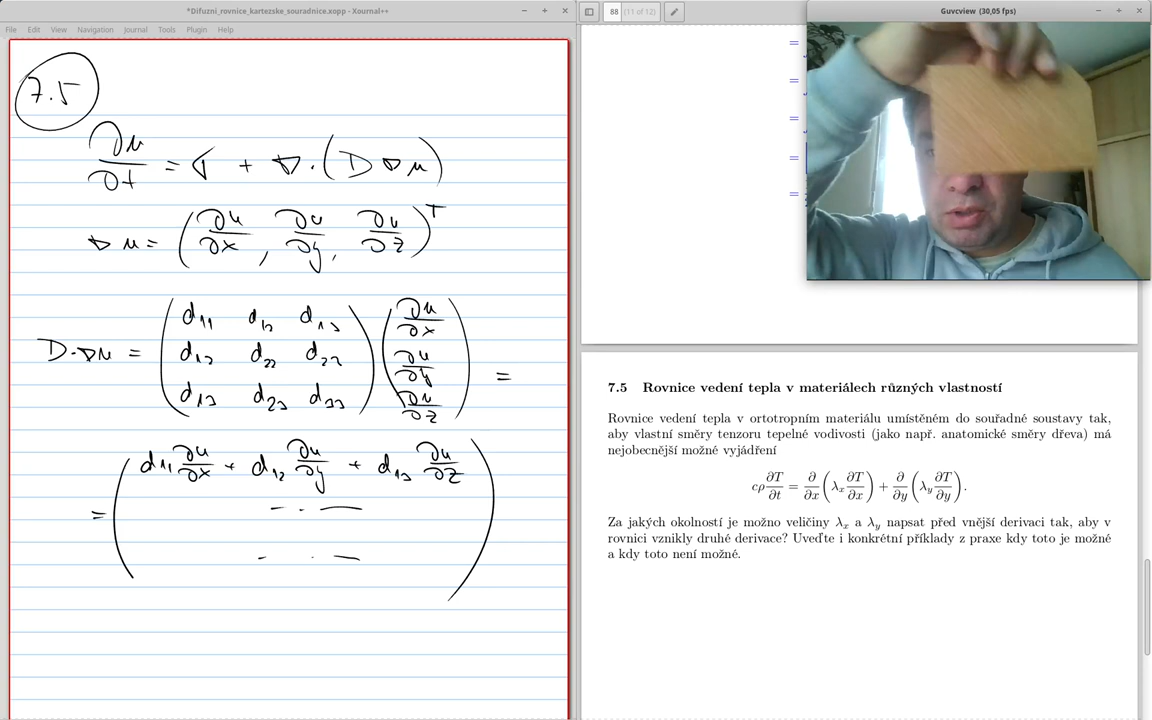 *Difuzni_rovnice_kartezske_souradnice.xopp - Xournal++
File Edit View Navigation Journal Tools Plugin Help
7.5
∂u/∂t = σ + ∇·(D∇u)
∇u = (∂u/∂x, ∂u/∂y, ∂u/∂z)^T
D·∇u = (d11 d12 d13
d12 d22 d23
d13 d23 d33) (∂u/∂x
∂u/∂y
∂u/∂z) =
= (d11 ∂u/∂x + d12 ∂u/∂y + d13 ∂u/∂z
- · —
- · —)
88 (11 of 12)
=
=
=
=
=
Guvcview (30,05 fps)
7.5 Rovnice vedení tepla v materiálech různých vlastností
Rovnice vedení tepla v ortotropním materiálu umístěném do souřadné soustavy tak,
aby vlastní směry tenzoru tepelné vodivosti (jako např. anatomické směry dřeva) má
nejobecnější možné vyjádření
cρ ∂T/∂t = ∂/∂x (λx ∂T/∂x) + ∂/∂y (λy ∂T/∂y).
Za jakých okolností je možno veličiny λx a λy napsat před vnější derivaci tak, aby v
rovnici vznikly druhé derivace? Uveďte i konkrétní příklady z praxe kdy toto je možné
a kdy toto není možné.